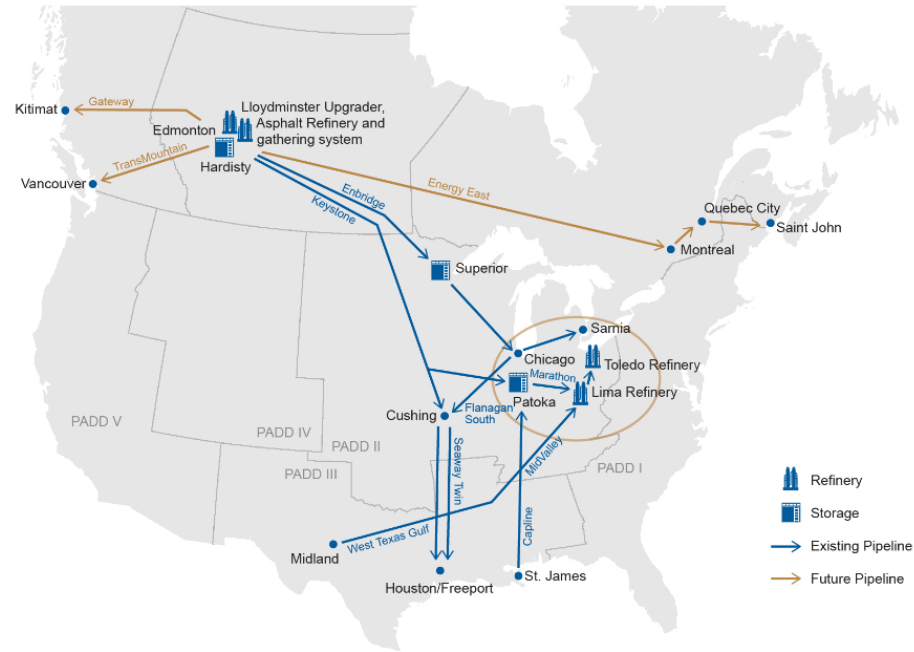 Gateway
Kitimat
Lloydminster Upgrader,
Asphalt Refinery and
gathering system
Edmonton
Hardisty
TransMountain
Vancouver
Enbridge
Keystone
Energy East
Quebec City
Saint John
Montreal
Superior
Sarnia
Chicago
Toledo Refinery
Marathon
Lima Refinery
Patoka
Flanagan
South
Cushing
Seaway Twin
MidValley
PADD V
PADD IV
PADD II
PADD III
PADD I
Capline
West Texas Gulf
Midland
Houston/Freeport
St. James
Refinery
Storage
Existing Pipeline
Future Pipeline